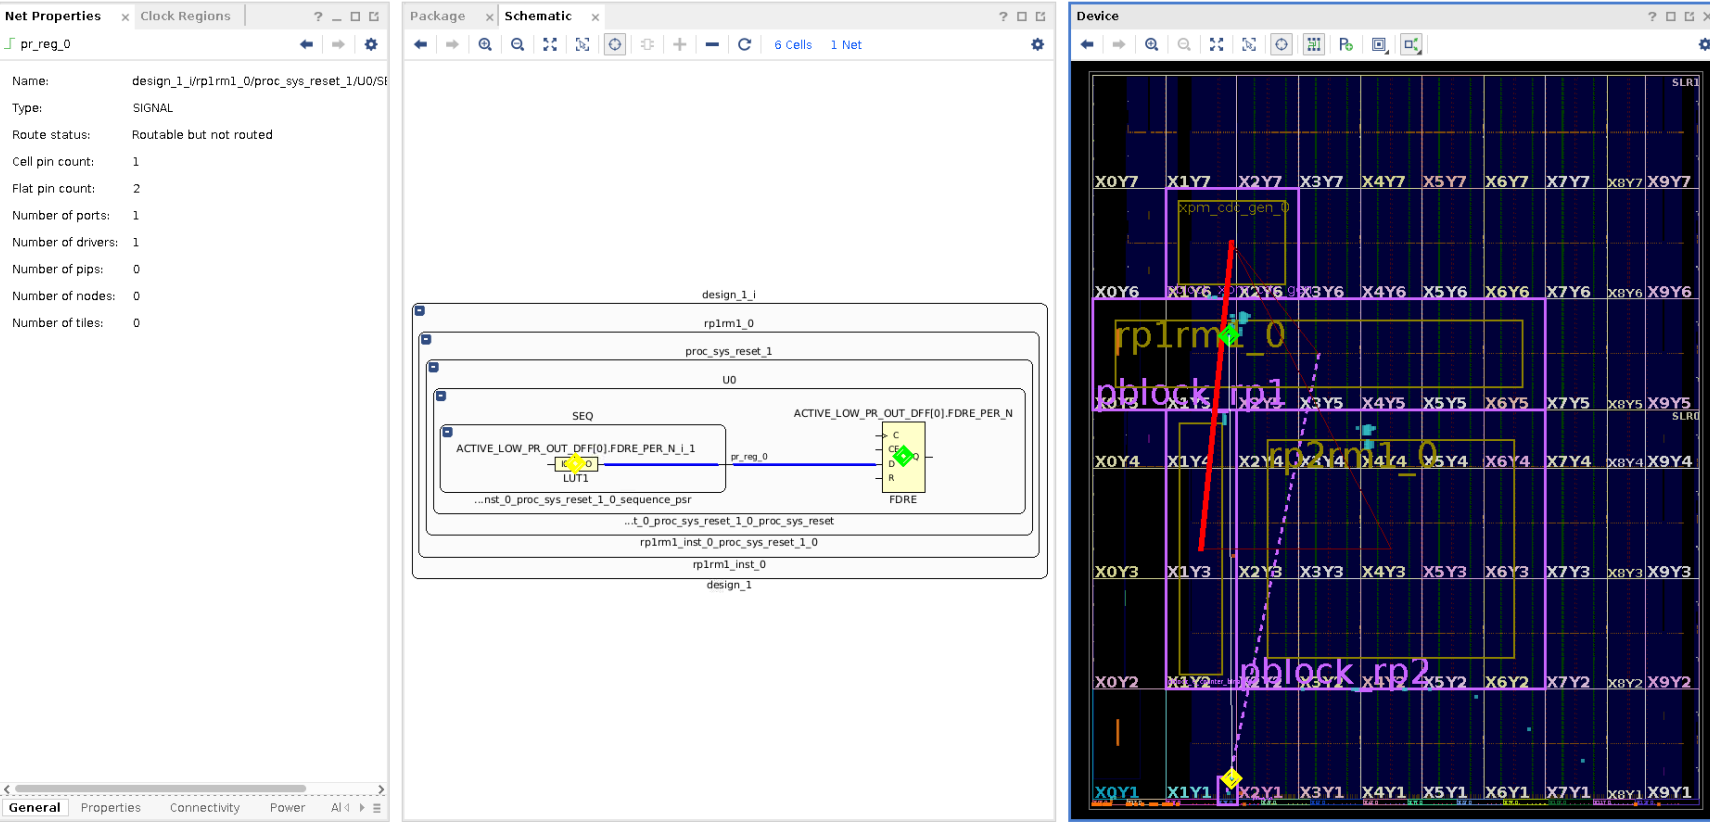 Net Properties
Clock Regions
pr_reg_0
Name: design_1_i/rp1rm1_0/proc_sys_reset_1/U0/SE
Type: SIGNAL
Route status: Routable but not routed
Cell pin count: 1
Flat pin count: 2
Number of ports: 1
Number of drivers: 1
Number of pips: 0
Number of nodes: 0
Number of tiles: 0
General Properties Connectivity Power Al
Package
Schematic
6 Cells 1 Net
design_1_i
rp1rm1_0
proc_sys_reset_1
U0
SEQ
ACTIVE_LOW_PR_OUT_DFF[0].FDRE_PER_N
ACTIVE_LOW_PR_OUT_DFF[0].FDRE_PER_N_i_1
O
LUT1
pr_reg_0
C
CE
D
R
Q
FDRE
...nst_0_proc_sys_reset_1_0_sequence_psr
...t_0_proc_sys_reset_1_0_proc_sys_reset
rp1rm1_inst_0_proc_sys_reset_1_0
rp1rm1_inst_0
design_1
Device
SLR1
X0Y7 X1Y7 X2Y7 X3Y7 X4Y7 X5Y7 X6Y7 X7Y7 X8Y7 X9Y7
xpm_cdc_gen_0
X0Y6 X1Y6 X2Y6 X3Y6 X4Y6 X5Y6 X6Y6 X7Y6 X8Y6 X9Y6
rp1rm1_0
pblock_rp1
X0Y5 X1Y5 X2Y5 X3Y5 X4Y5 X5Y5 X6Y5 X7Y5 X8Y5 X9Y5
SLR0
rp2rm1_0
X0Y4 X1Y4 X2Y4 X3Y4 X4Y4 X5Y4 X6Y4 X7Y4 X8Y4 X9Y4
X0Y3 X1Y3 X2Y3 X3Y3 X4Y3 X5Y3 X6Y3 X7Y3 X8Y3 X9Y3
pblock_rp2
X0Y2 X1Y2 X2Y2 X3Y2 X4Y2 X5Y2 X6Y2 X7Y2 X8Y2 X9Y2
X0Y1 X1Y1 X2Y1 X3Y1 X4Y1 X5Y1 X6Y1 X7Y1 X8Y1 X9Y1